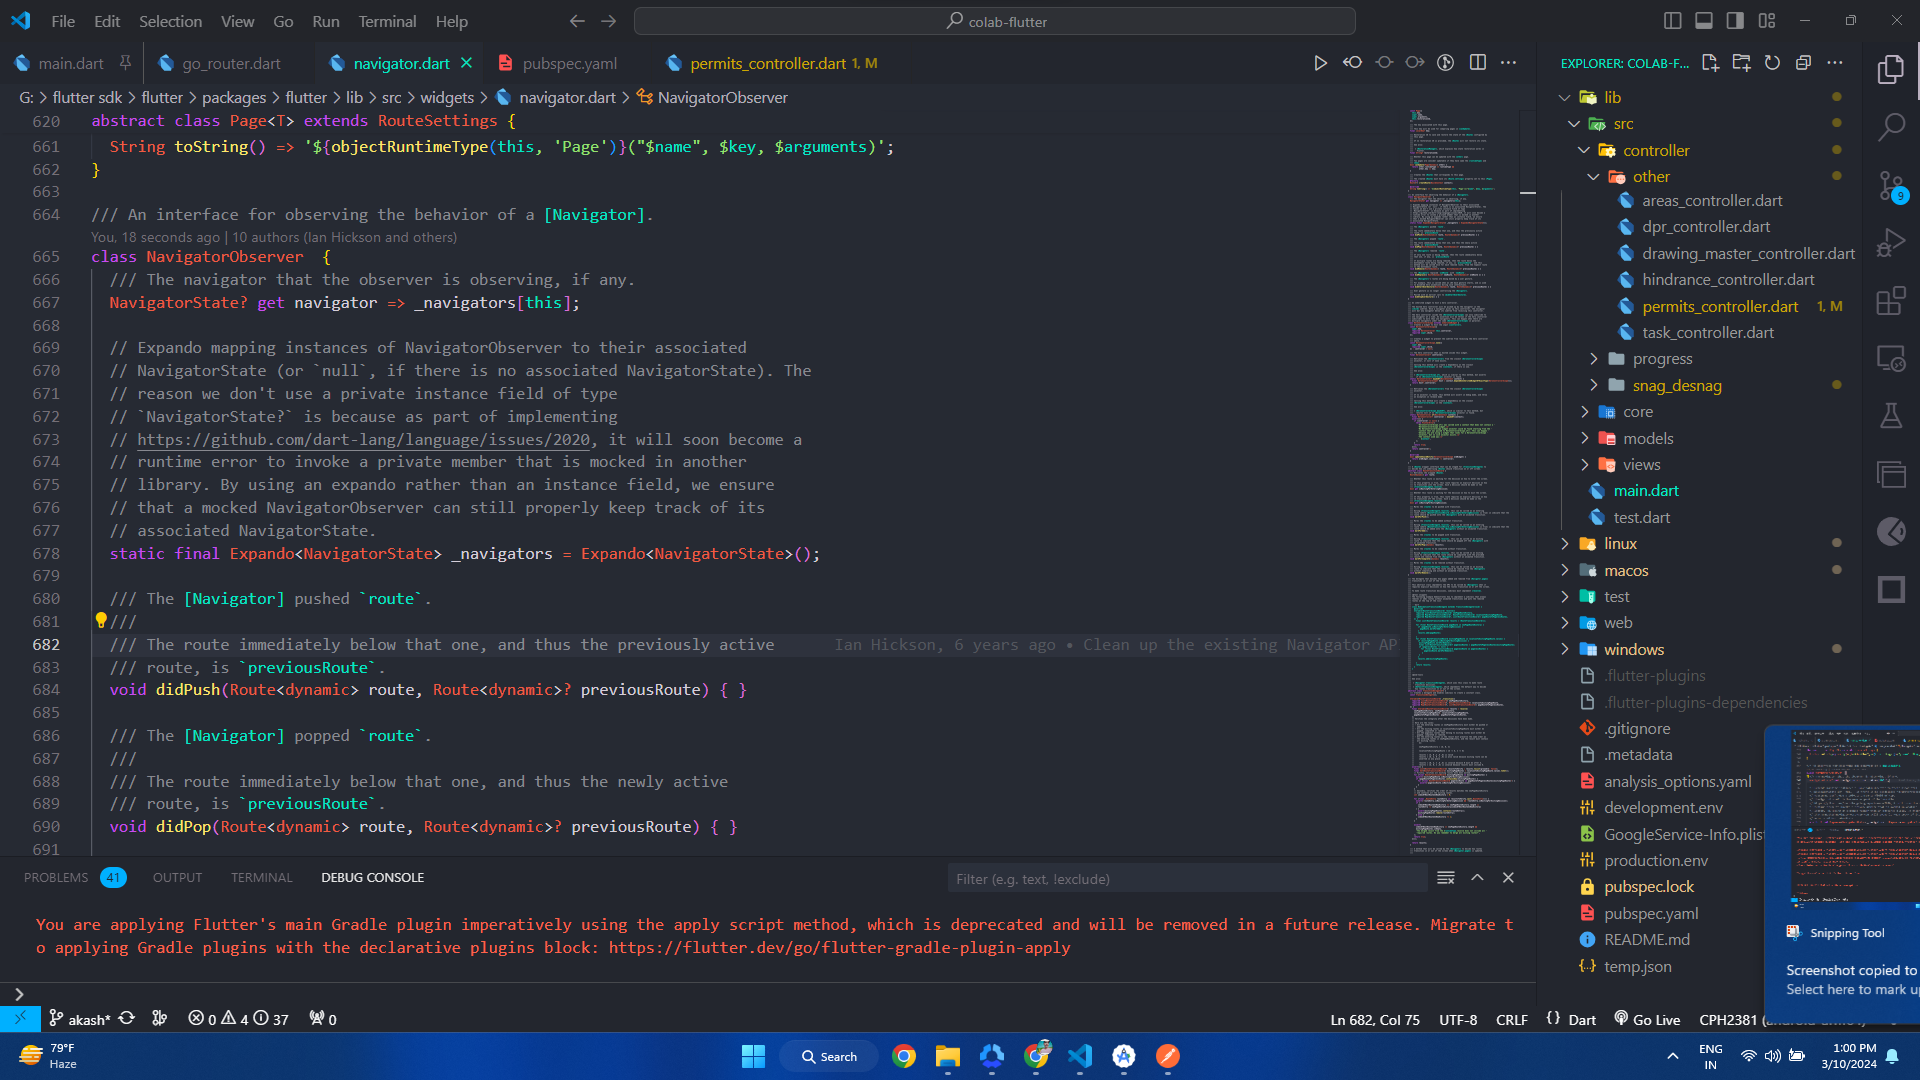 File Edit Selection View Go Run Terminal Help
colab-flutter
main.dart
go_router.dart
navigator.dart
pubspec.yaml
permits_controller.dart 1, M
G: > flutter sdk > flutter > packages > flutter > lib > src > widgets > navigator.dart > NavigatorObserver
620 abstract class Page<T> extends RouteSettings {
661 String toString() => '${objectRuntimeType(this, 'Page')}("$name", $key, $arguments)';
662 }
663
664 /// An interface for observing the behavior of a [Navigator].
You, 18 seconds ago | 10 authors (Ian Hickson and others)
665 class NavigatorObserver  {
666 /// The navigator that the observer is observing, if any.
667 NavigatorState? get navigator => _navigators[this];
668
669 // Expando mapping instances of NavigatorObserver to their associated
670 // NavigatorState (or `null`, if there is no associated NavigatorState). The
671 // reason we don't use a private instance field of type
672 // `NavigatorState?` is because as part of implementing
673 // https://github.com/dart-lang/language/issues/2020, it will soon become a
674 // runtime error to invoke a private member that is mocked in another
675 // library. By using an expando rather than an instance field, we ensure
676 // that a mocked NavigatorObserver can still properly keep track of its
677 // associated NavigatorState.
678 static final Expando<NavigatorState> _navigators = Expando<NavigatorState>();
679
680 /// The [Navigator] pushed `route`.
681 ///
682 /// The route immediately below that one, and thus the previously active Ian Hickson, 6 years ago • Clean up the existing Navigator AP
683 /// route, is `previousRoute`.
684 void didPush(Route<dynamic> route, Route<dynamic>? previousRoute) { }
685
686 /// The [Navigator] popped `route`.
687 ///
688 /// The route immediately below that one, and thus the newly active
689 /// route, is `previousRoute`.
690 void didPop(Route<dynamic> route, Route<dynamic>? previousRoute) { }
691
EXPLORER: COLAB-F...
lib
src
controller
other
areas_controller.dart
dpr_controller.dart
drawing_master_controller.dart
hindrance_controller.dart
permits_controller.dart 1, M
task_controller.dart
progress
snag_desnag
core
models
views
main.dart
test.dart
linux
macos
test
web
windows
.flutter-plugins
.flutter-plugins-dependencies
.gitignore
.metadata
analysis_options.yaml
development.env
GoogleService-Info.plist
production.env
pubspec.lock
pubspec.yaml
README.md
temp.json
9
Snipping Tool
Screenshot copied to
Select here to mark up
PROBLEMS 41 OUTPUT TERMINAL DEBUG CONSOLE
Filter (e.g. text, !exclude)
You are applying Flutter's main Gradle plugin imperatively using the apply script method, which is deprecated and will be removed in a future release. Migrate t
o applying Gradle plugins with the declarative plugins block: https://flutter.dev/go/flutter-gradle-plugin-apply
akash* 0 4 37 0
Ln 682, Col 75 UTF-8 CRLF {} Dart Go Live CPH2381
79°F
Haze
Search
ENG
IN
1:00 PM
3/10/2024